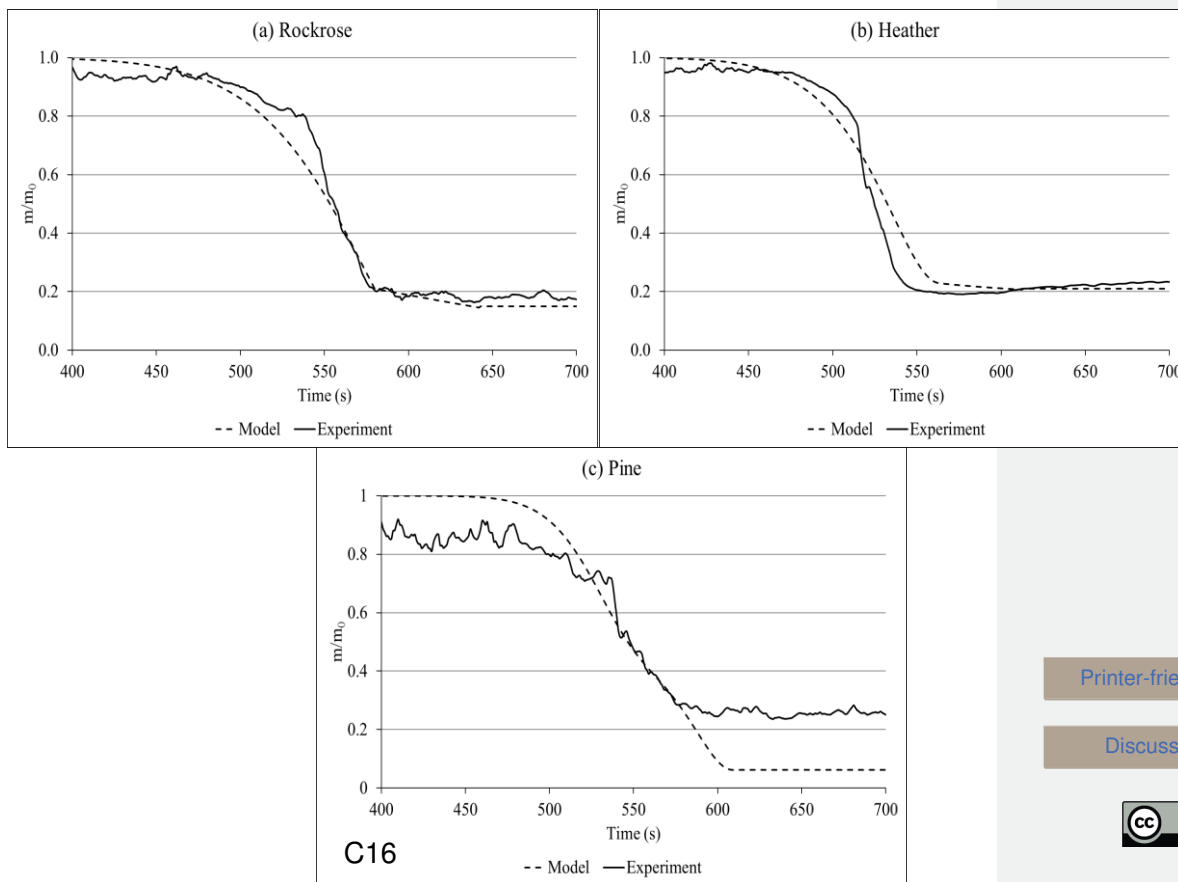 (a) Rockrose
1.0
0.8
0.6
0.4
0.2
0.0
m/m₀
400 450 500 550 600 650 700
Time (s)
Model Experiment
(b) Heather
1.0
0.8
0.6
0.4
0.2
0.0
m/m₀
400 450 500 550 600 650 700
Time (s)
Model Experiment
(c) Pine
1
0.8
0.6
0.4
0.2
0
m/m₀
400 450 500 550 600 650 700
Time (s)
Model Experiment
C16
Printer-frie
Discuss
cc